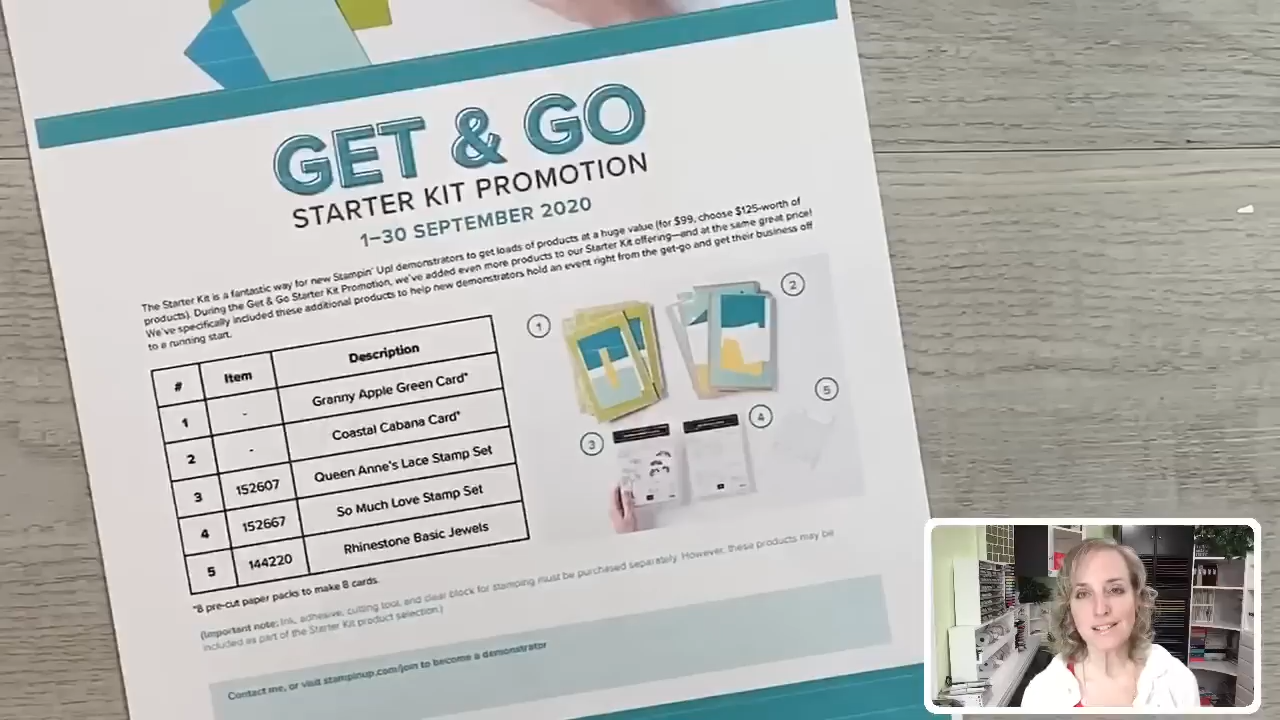 GET & GO
STARTER KIT PROMOTION
1–30 SEPTEMBER 2020
The Starter Kit is a fantastic way for new Stampin' Up! demonstrators to get loads of products at a huge value (for $99, choose $125-worth of
products). During the Get & Go Starter Kit Promotion, we've added even more products to our Starter Kit offering—and at the same great price!
We've specifically included these additional products to help new demonstrators hold an event right from the get-go and get their business off
to a running start.
# Item Description
1 - Granny Apple Green Card*
2 - Coastal Cabana Card*
3 152607 Queen Anne's Lace Stamp Set
4 152667 So Much Love Stamp Set
5 144220 Rhinestone Basic Jewels
1
2
3
4
5
*8 pre-cut paper packs to make 8 cards.
(Important note: Ink, adhesive, cutting tool, and clear block for stamping must be purchased separately. However, these products may be
included as part of the Starter Kit product selection.)
Contact me, or visit stampinup.com/join to become a demonstrator